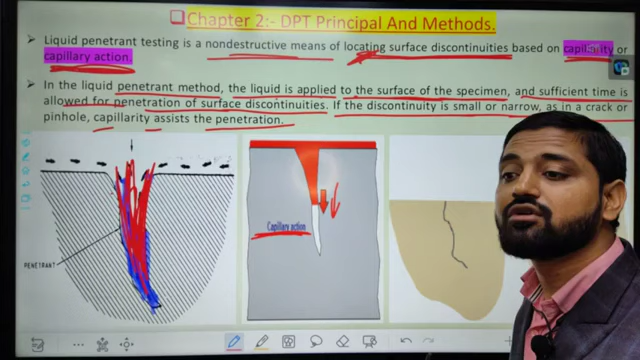 Chapter 2:- DPT Principal And Methods.
Liquid penetrant testing is a nondestructive means of locating surface discontinuities based on capillarity or
capillary action.
In the liquid penetrant method, the liquid is applied to the surface of the specimen, and sufficient time is
allowed for penetration of surface discontinuities. If the discontinuity is small or narrow, as in a crack or
pinhole, capillarity assists the penetration.
PENETRANT
Capillary action